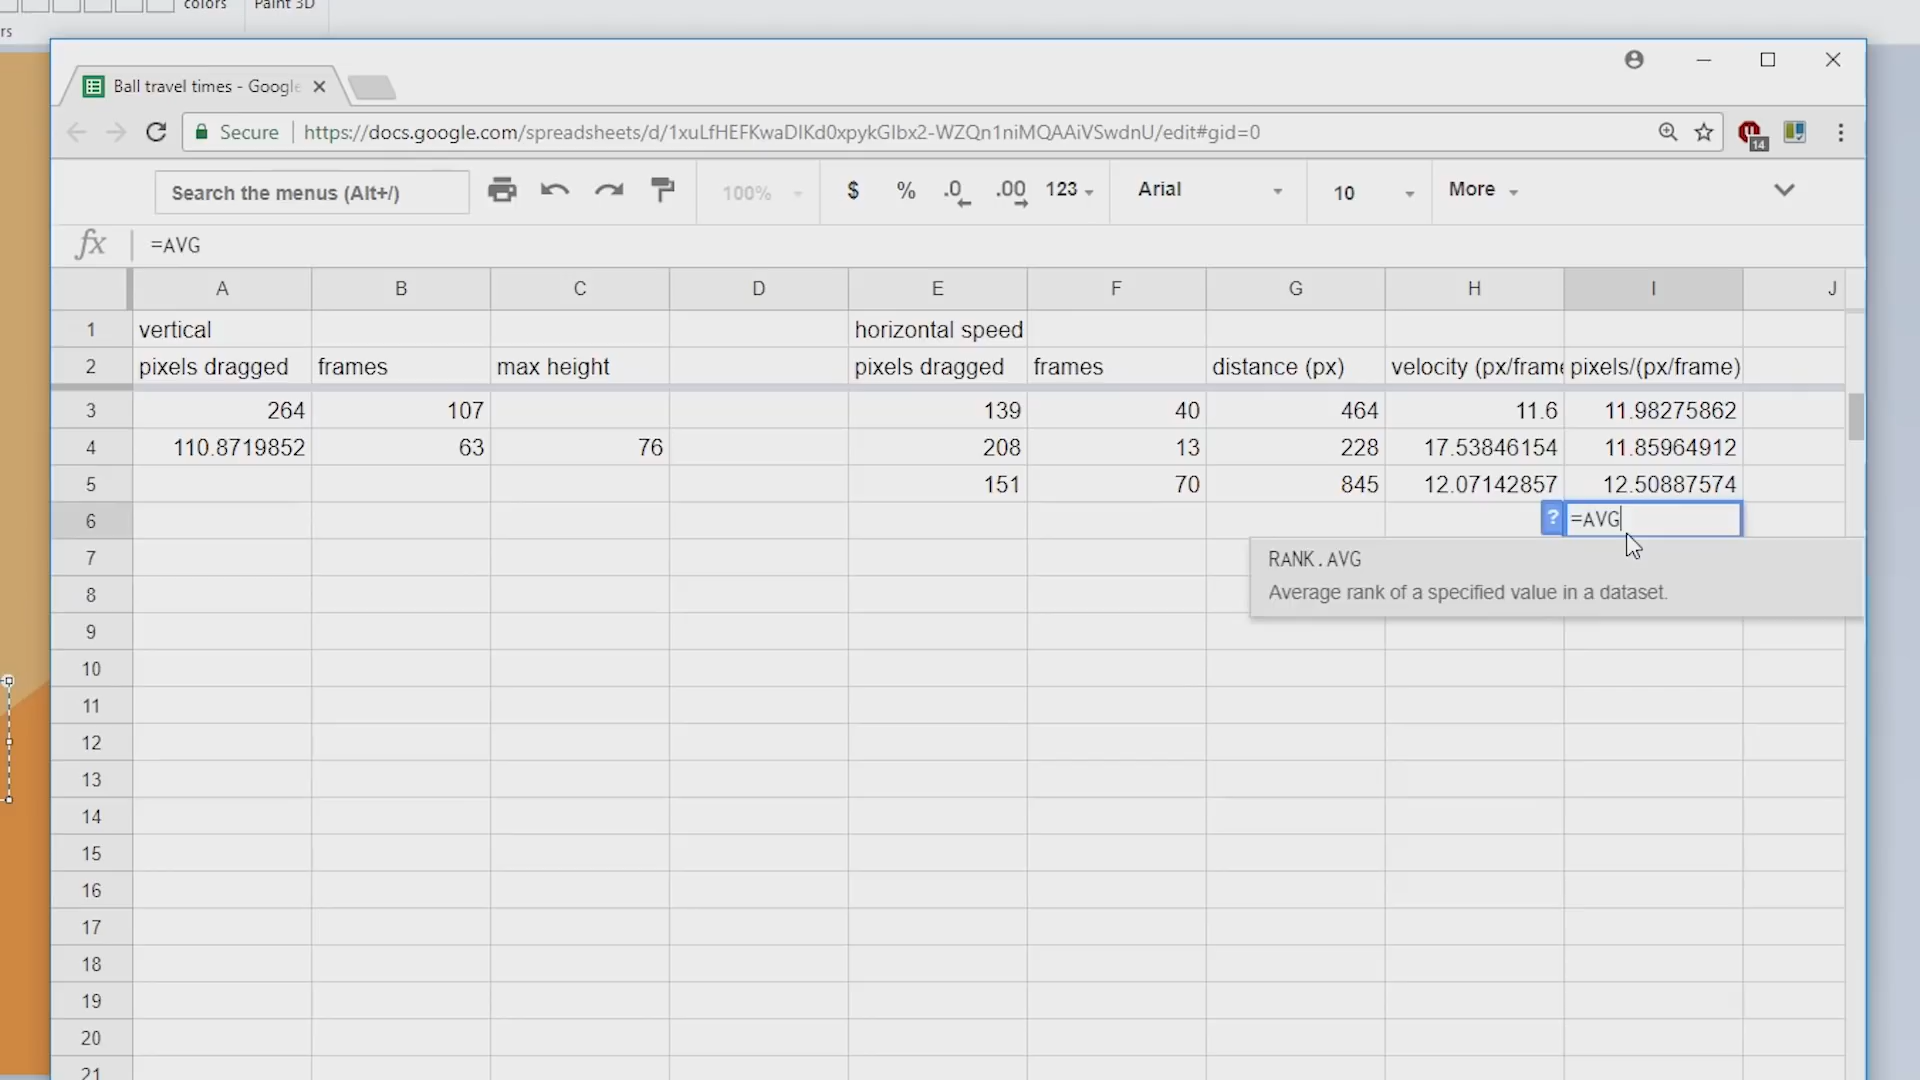 colors
Paint 3D
rs
Ball travel times - Google
Secure https://docs.google.com/spreadsheets/d/1xuLfHEFKwaDIKd0xpykGlbx2-WZQn1niMQAAiVSwdnU/edit#gid=0
14
Search the menus (Alt+/) 100% $ % .0 .00 123 Arial 10 More
fx =AVG
A B C D E F G H I J
1 vertical horizontal speed
2 pixels dragged frames max height pixels dragged frames distance (px) velocity (px/frame pixels/(px/frame)
3 264 107 139 40 464 11.6 11.98275862
4 110.8719852 63 76 208 13 228 17.53846154 11.85964912
5 151 70 845 12.07142857 12.50887574
6 ? =AVG
7 RANK.AVG
8 Average rank of a specified value in a dataset.
9
10
11
12
13
14
15
16
17
18
19
20
21